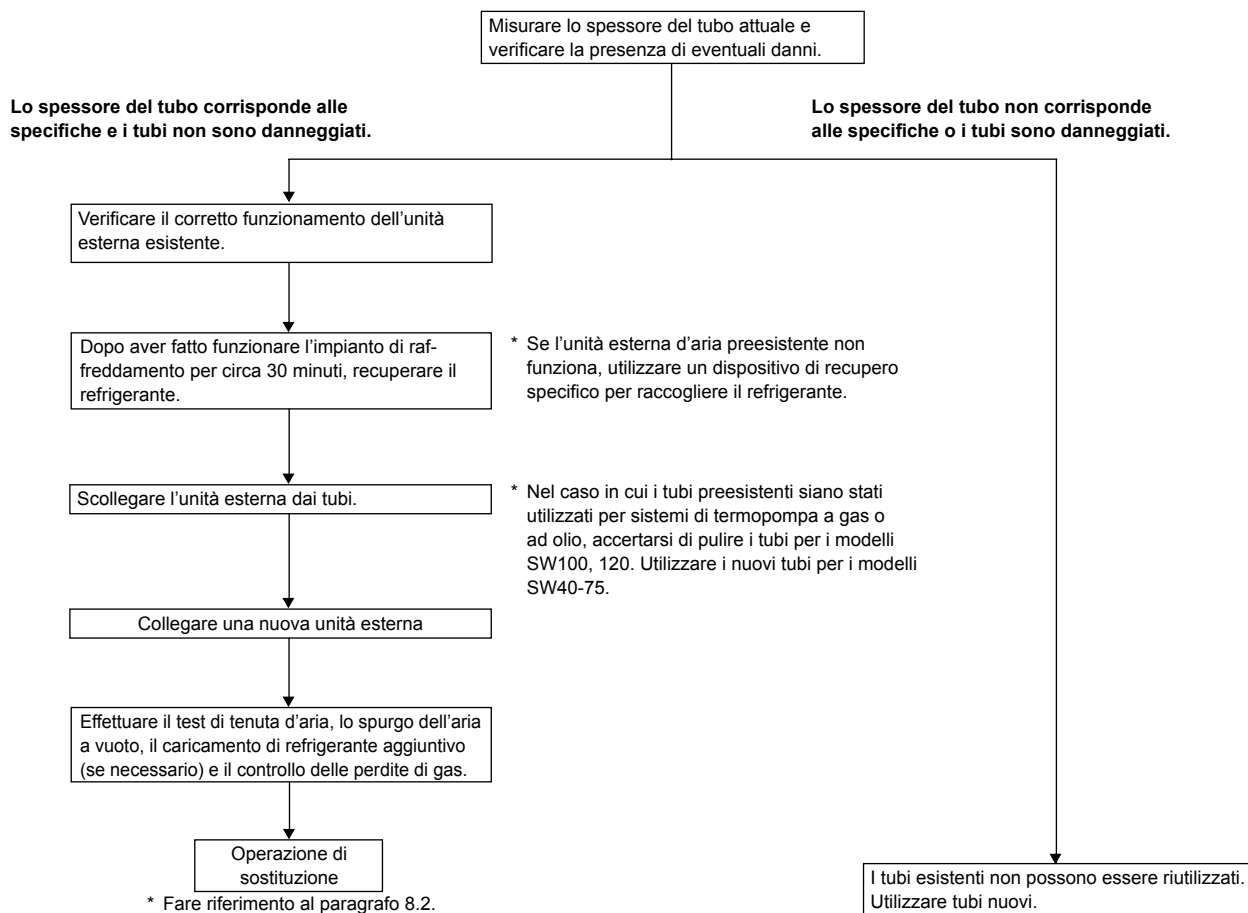 Misurare lo spessore del tubo attuale e
verificare la presenza di eventuali danni.
Lo spessore del tubo corrisponde alle
specifiche e i tubi non sono danneggiati.
Lo spessore del tubo non corrisponde
alle specifiche o i tubi sono danneggiati.
Verificare il corretto funzionamento dell’unità
esterna esistente.
Dopo aver fatto funzionare l’impianto di raf-
freddamento per circa 30 minuti, recuperare il
refrigerante.
* Se l’unità esterna d’aria preesistente non
funziona, utilizzare un dispositivo di recupero
specifico per raccogliere il refrigerante.
Scollegare l’unità esterna dai tubi.
* Nel caso in cui i tubi preesistenti siano stati
utilizzati per sistemi di termopompa a gas o
ad olio, accertarsi di pulire i tubi per i modelli
SW100, 120. Utilizzare i nuovi tubi per i modelli
SW40-75.
Collegare una nuova unità esterna
Effettuare il test di tenuta d’aria, lo spurgo dell’aria
a vuoto, il caricamento di refrigerante aggiuntivo
(se necessario) e il controllo delle perdite di gas.
Operazione di
sostituzione
* Fare riferimento al paragrafo 8.2.
I tubi esistenti non possono essere riutilizzati.
Utilizzare tubi nuovi.